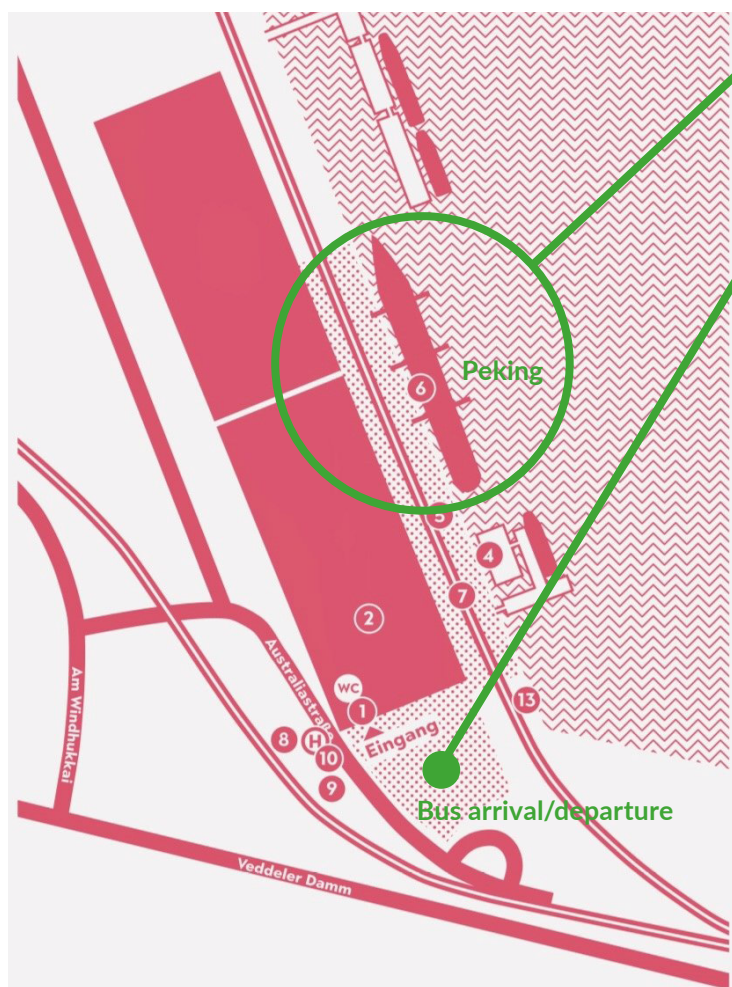 6
Peking
5
4
7
2
WC
1
13
Australiastraße
Am Windhukkai
8
H
10
9
Eingang
Bus arrival/departure
Veddeler Damm